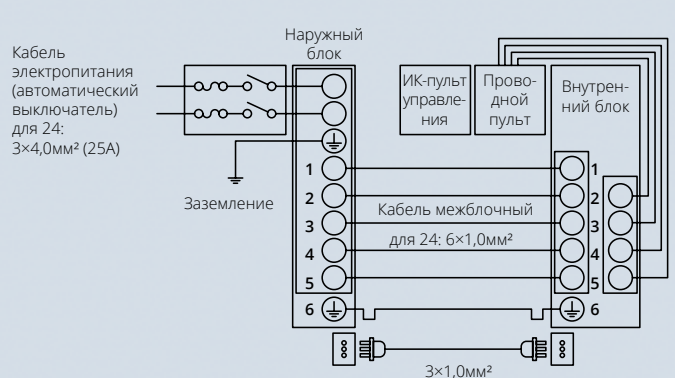 Кабель
электропитания
(автоматический
выключатель)
для 24:
3×4,0мм² (25А)
Наружный
блок
ИК-пульт
управле-
ния
Прово-
дной
пульт
Внутрен-
ний блок
Заземление
1
2
3
4
5
6
Кабель межблочный
для 24: 6×1,0мм²
1
2
3
4
5
6
3×1,0мм²